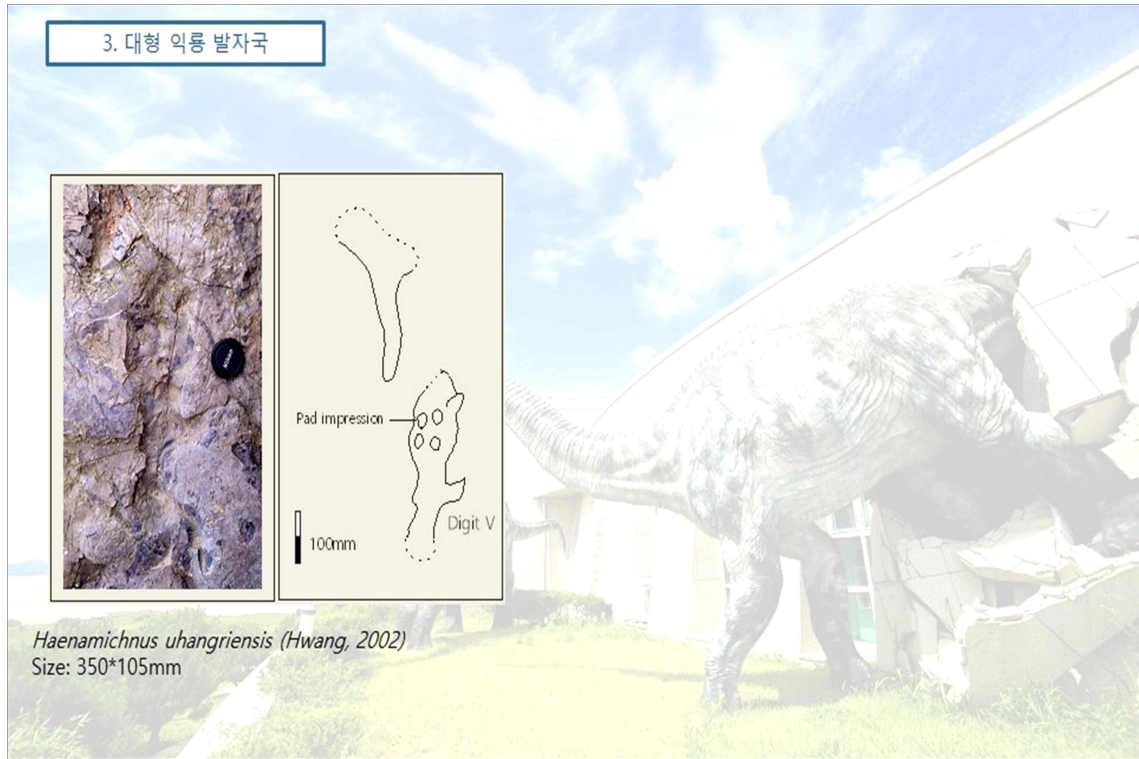 3. 대형 익룡 발자국
Nikon
Pad impression
Digit V
100mm
Haenamichnus uhangriensis (Hwang, 2002)
Size: 350*105mm